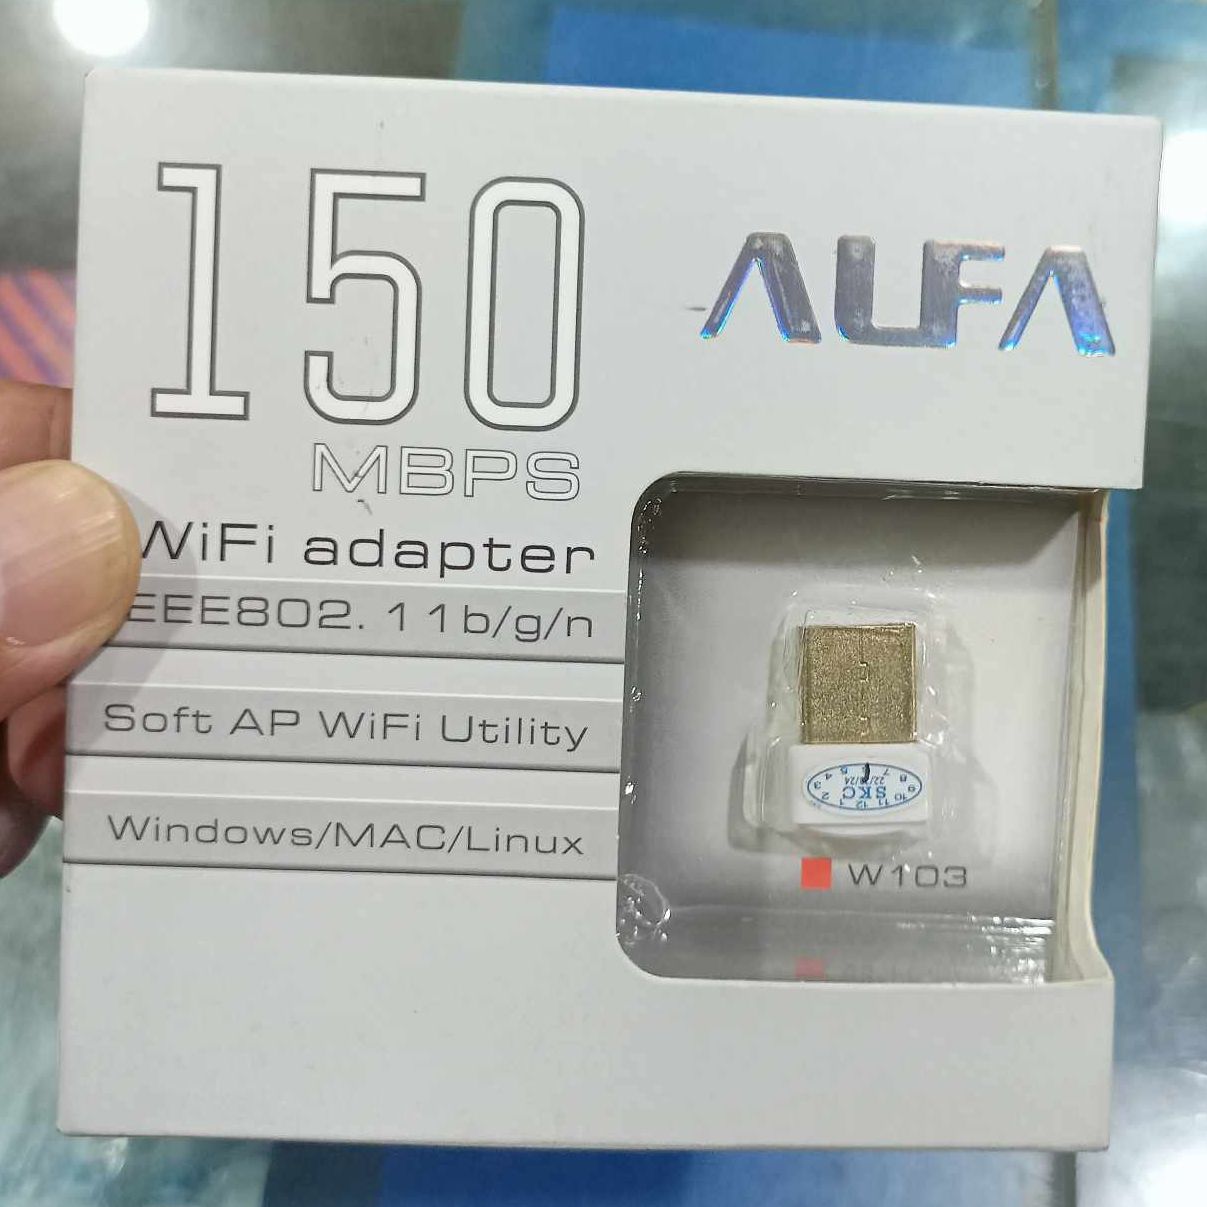 150
ALFA
MBPS
WiFi adapter
EEE802.11b/g/n
Soft AP WiFi Utility
Windows/MAC/Linux
SKC
W103